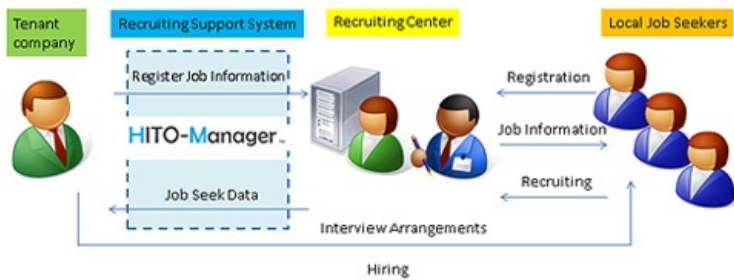 Tenant
company
Recruiting Support System
Recruiting Center
Local Job Seekers
Register Job Information
Registration
HITO-Manager
Job Information
Job Seek Data
Recruiting
Interview Arrangements
Hiring